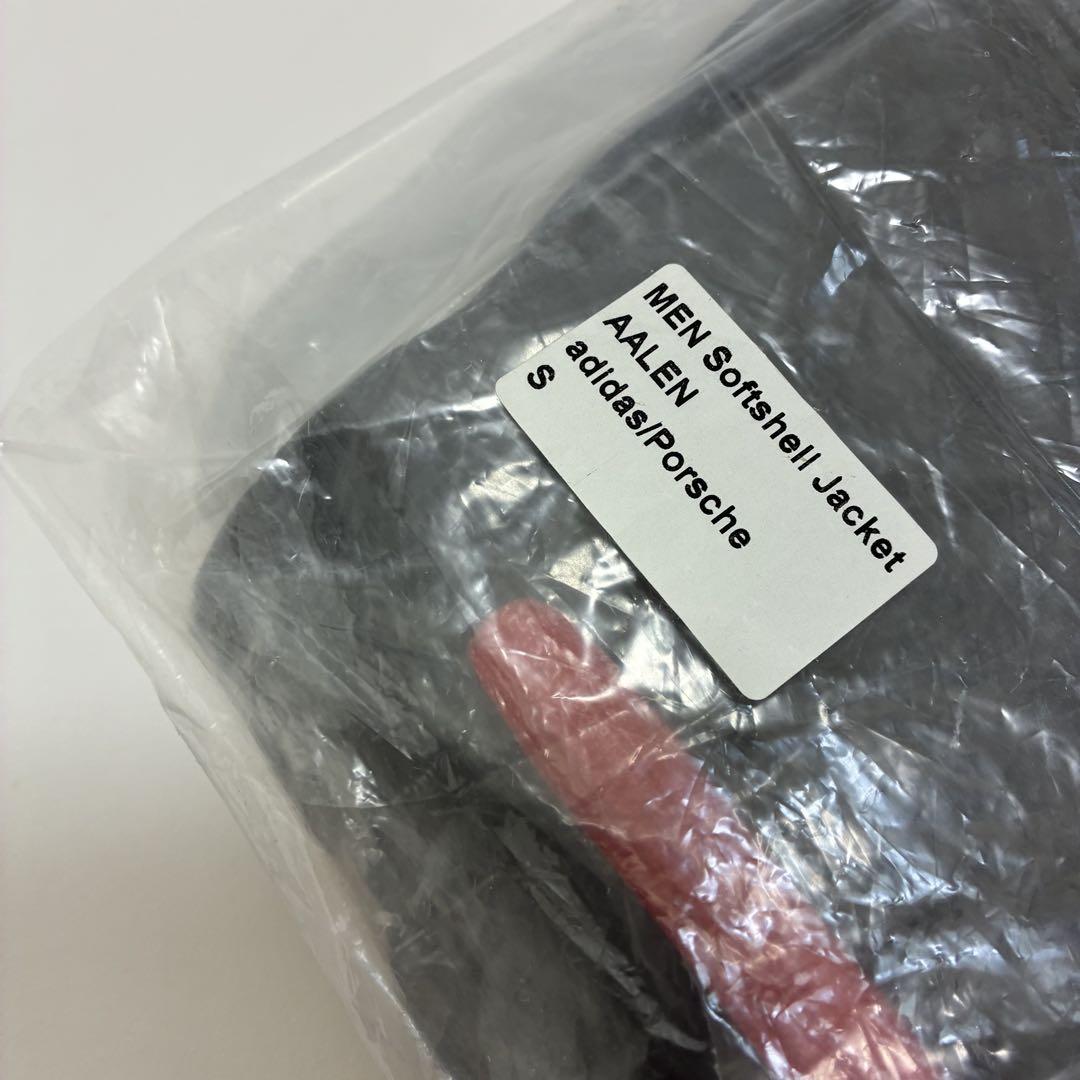 MEN Softshell Jacket
AALEN
adidas/Porsche
S